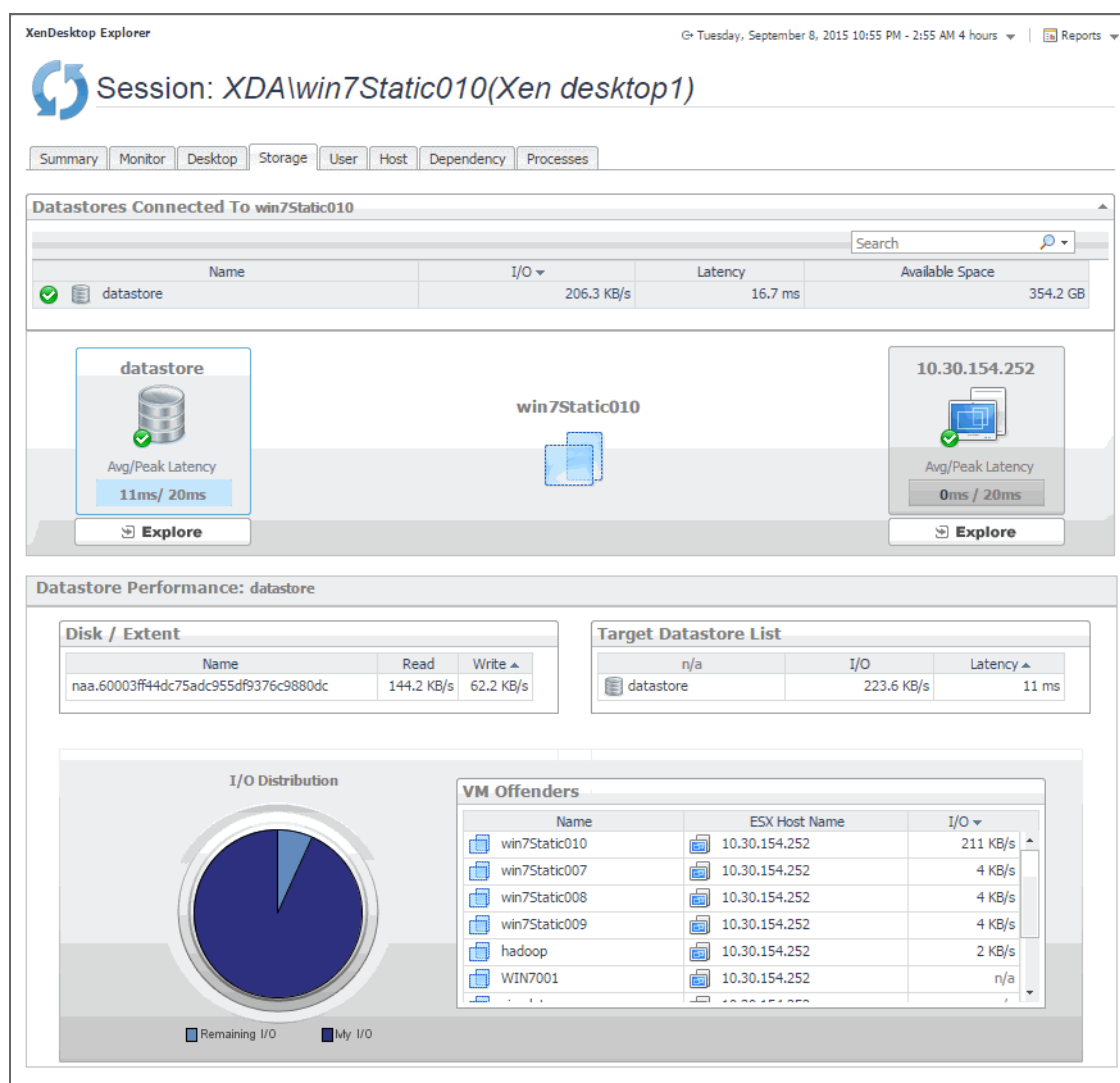 XenDesktop Explorer
Tuesday, September 8, 2015 10:55 PM - 2:55 AM 4 hours | Reports
Session: XDA\win7Static010(Xen desktop1)
Summary Monitor Desktop Storage User Host Dependency Processes
Datastores Connected To win7Static010
Search
Name I/O Latency Available Space
datastore 206.3 KB/s 16.7 ms 354.2 GB
datastore
Avg/Peak Latency
11ms/ 20ms
Explore
win7Static010
10.30.154.252
Avg/Peak Latency
0ms / 20ms
Explore
Datastore Performance: datastore
Disk / Extent
Name Read Write
naa.60003ff44dc75adc955df9376c9880dc 144.2 KB/s 62.2 KB/s
Target Datastore List
n/a I/O Latency
datastore 223.6 KB/s 11 ms
I/O Distribution
Remaining I/O My I/O
VM Offenders
Name ESX Host Name I/O
win7Static010 10.30.154.252 211 KB/s
win7Static007 10.30.154.252 4 KB/s
win7Static008 10.30.154.252 4 KB/s
win7Static009 10.30.154.252 4 KB/s
hadoop 10.30.154.252 2 KB/s
WIN7001 10.30.154.252 n/a